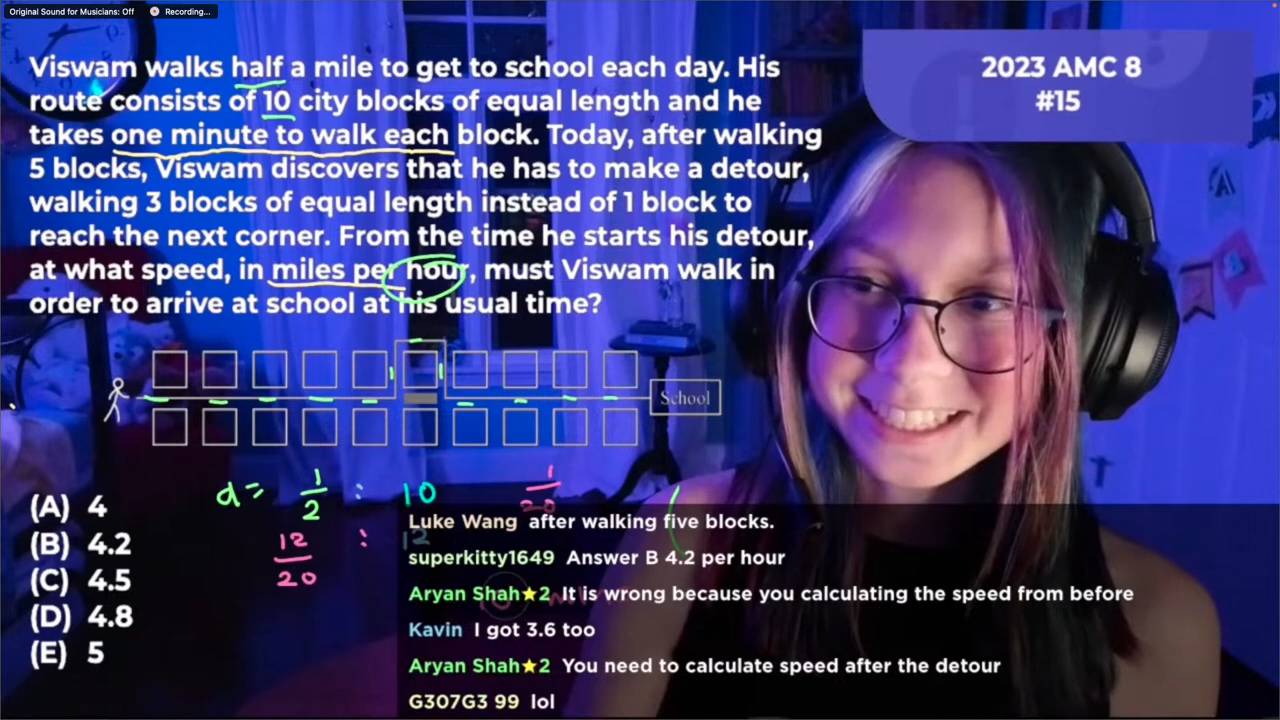 Original Sound for Musicians: Off Recording...
Viswam walks half a mile to get to school each day. His
route consists of 10 city blocks of equal length and he
takes one minute to walk each block. Today, after walking
5 blocks, Viswam discovers that he has to make a detour,
walking 3 blocks of equal length instead of 1 block to
reach the next corner. From the time he starts his detour,
at what speed, in miles per hour, must Viswam walk in
order to arrive at school at his usual time?
2023 AMC 8
#15
School
d = 1/2 : 10
1/20
12/20 : 12
(A) 4
(B) 4.2
(C) 4.5
(D) 4.8
(E) 5
Luke Wang after walking five blocks.
superkitty1649 Answer B 4.2 per hour
Aryan Shah★2 It is wrong because you calculating the speed from before
Kavin I got 3.6 too
Aryan Shah★2 You need to calculate speed after the detour
G307G3 99 lol